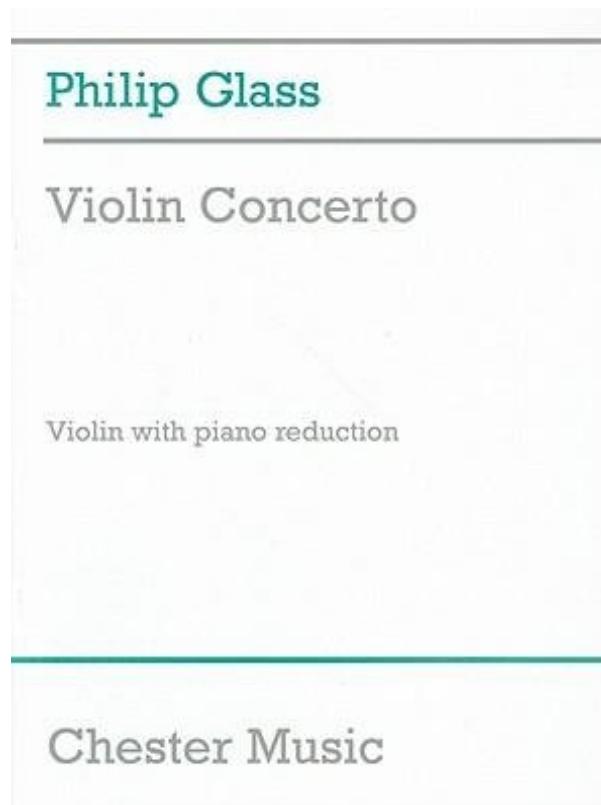 Philip Glass
Violin Concerto
Violin with piano reduction
Chester Music